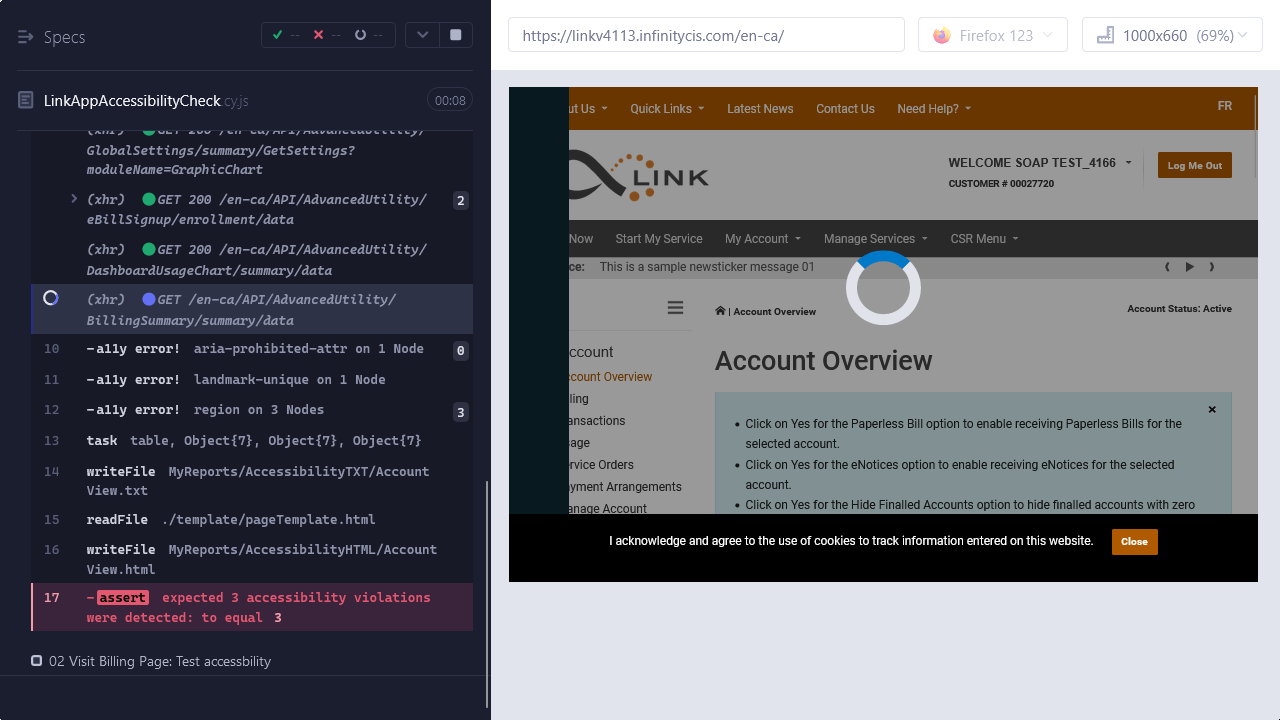 Specs
--
--
--
LinkAppAccessibilityCheck.cy.js
00:08
(xhr) GET 200 /en-ca/API/AdvancedUtility/
GlobalSettings/summary/GetSettings?
moduleName=GraphicChart
(xhr) GET 200 /en-ca/API/AdvancedUtility/
eBillSignup/enrollment/data
2
(xhr) GET 200 /en-ca/API/AdvancedUtility/
DashboardUsageChart/summary/data
(xhr) GET /en-ca/API/AdvancedUtility/
BillingSummary/summary/data
10 -a11y error! aria-prohibited-attr on 1 Node 0
11 -a11y error! landmark-unique on 1 Node
12 -a11y error! region on 3 Nodes 3
13 task table, Object{7}, Object{7}, Object{7}
14 writeFile MyReports/AccessibilityTXT/Account
View.txt
15 readFile ./template/pageTemplate.html
16 writeFile MyReports/AccessibilityHTML/Account
View.html
17 -assert expected 3 accessibility violations
were detected: to equal 3
02 Visit Billing Page: Test accessbility
https://linkv4113.infinitycis.com/en-ca/
Firefox 123
1000x660 (69%)
ut Us Quick Links Latest News Contact Us Need Help? FR
LINK
WELCOME SOAP TEST_4166
CUSTOMER # 00027720
Log Me Out
Now Start My Service My Account Manage Services CSR Menu
ce: This is a sample newsticker message 01
| Account Overview
Account Status: Active
ccount
Account Overview
ccount Overview
lling
ansactions
sage
ervice Orders
yment Arrangements
anage Account
Click on Yes for the Paperless Bill option to enable receiving Paperless Bills for the
selected account.
Click on Yes for the eNotices option to enable receiving eNotices for the selected
account.
Click on Yes for the Hide Finalled Accounts option to hide finalled accounts with zero
I acknowledge and agree to the use of cookies to track information entered on this website.
Close